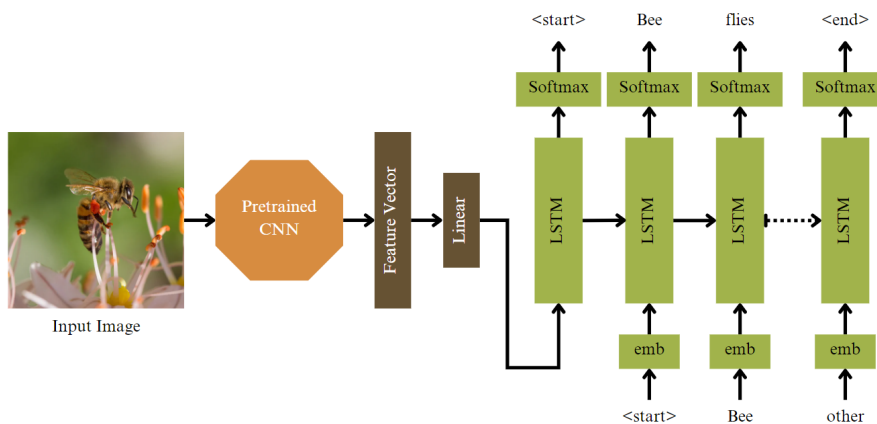 <start>
Bee
flies
<end>
Softmax
Softmax
Softmax
Softmax
Pretrained
CNN
Feature Vector
Linear
LSTM
LSTM
LSTM
LSTM
Input Image
emb
emb
emb
<start>
Bee
other